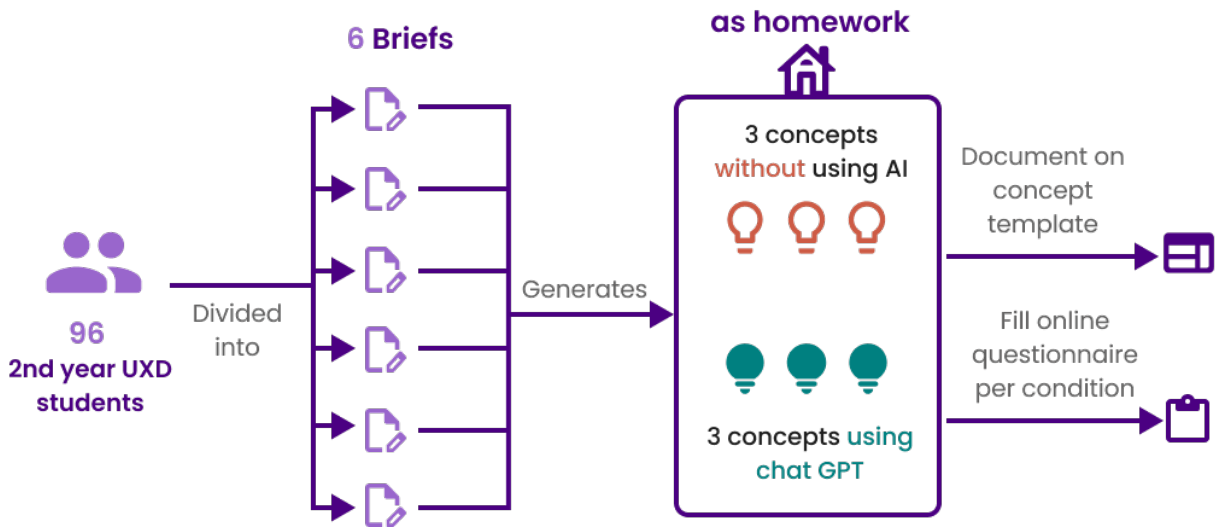 96
2nd year UXD
students
Divided
into
6 Briefs
Generates
as homework
3 concepts
without using AI
3 concepts using
chat GPT
Document on
concept
template
Fill online
questionnaire
per condition